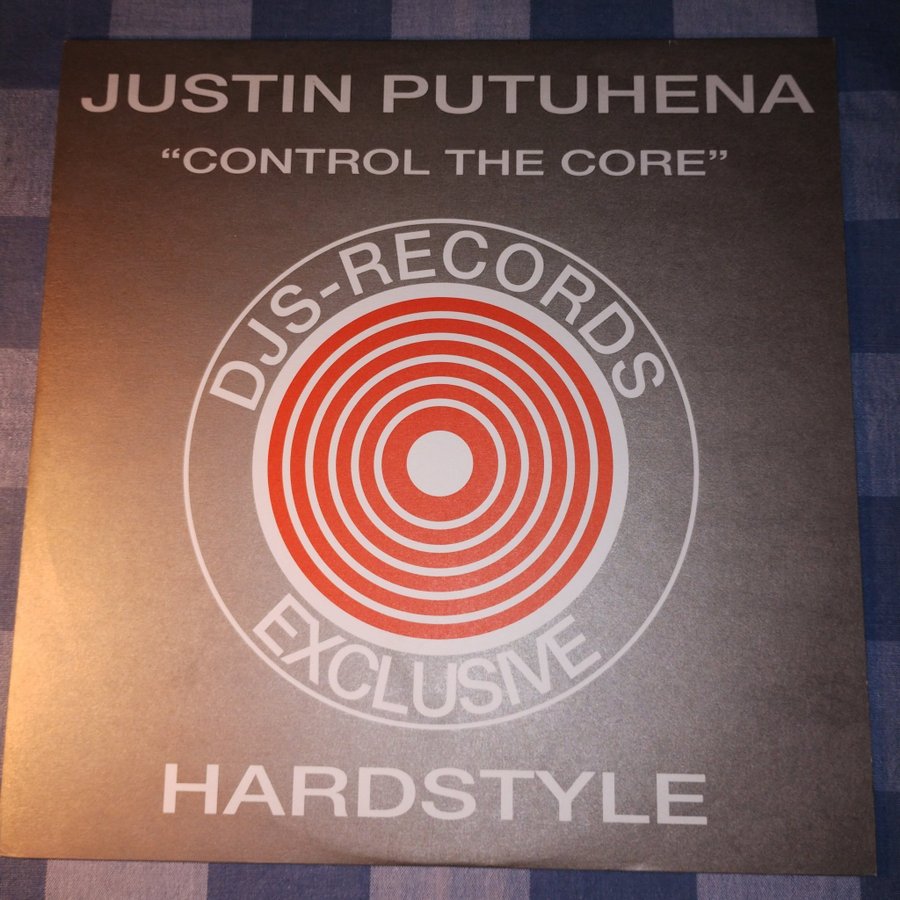 JUSTIN PUTUHENA
“CONTROL THE CORE”
DJS-RECORDS
EXCLUSIVE
HARDSTYLE